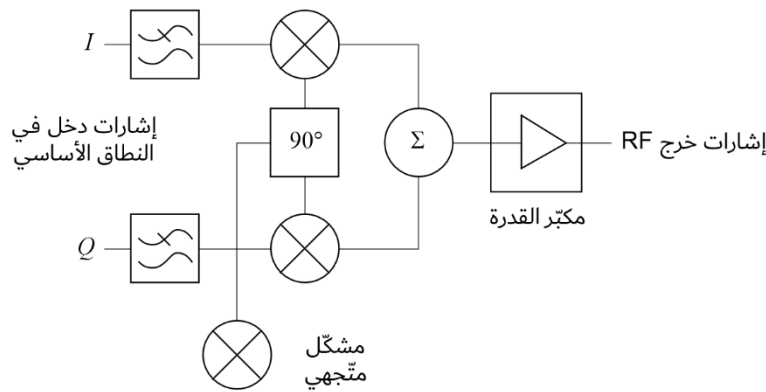 I
إشارات دخل في
النطاق الأساسي
90°
Σ
إشارات خرج RF
مكبّر القدرة
Q
مشكّل
متّجهي